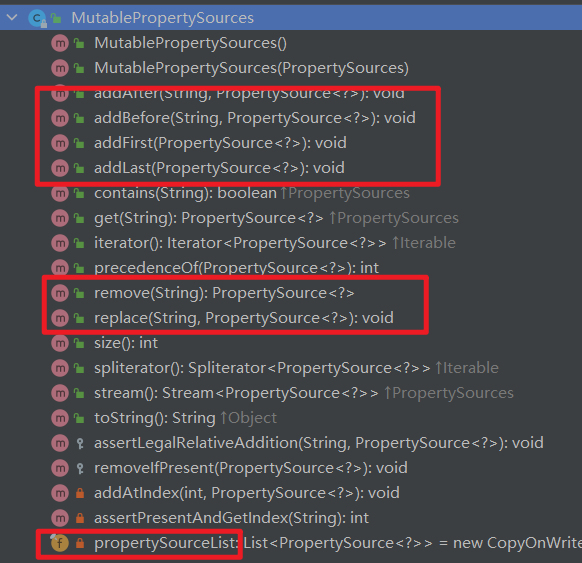 MutablePropertySources
MutablePropertySources()
MutablePropertySources(PropertySources)
addAfter(String, PropertySource<?>): void
addBefore(String, PropertySource<?>): void
addFirst(PropertySource<?>): void
addLast(PropertySource<?>): void
contains(String): boolean ↑PropertySources
get(String): PropertySource<?> ↑PropertySources
iterator(): Iterator<PropertySource<?>> ↑Iterable
precedenceOf(PropertySource<?>): int
remove(String): PropertySource<?>
replace(String, PropertySource<?>): void
size(): int
spliterator(): Spliterator<PropertySource<?>> ↑Iterable
stream(): Stream<PropertySource<?>> ↑PropertySources
toString(): String ↑Object
assertLegalRelativeAddition(String, PropertySource<?>): void
removeIfPresent(PropertySource<?>): void
addAtIndex(int, PropertySource<?>): void
assertPresentAndGetIndex(String): int
propertySourceList: List<PropertySource<?>> = new CopyOnWrite